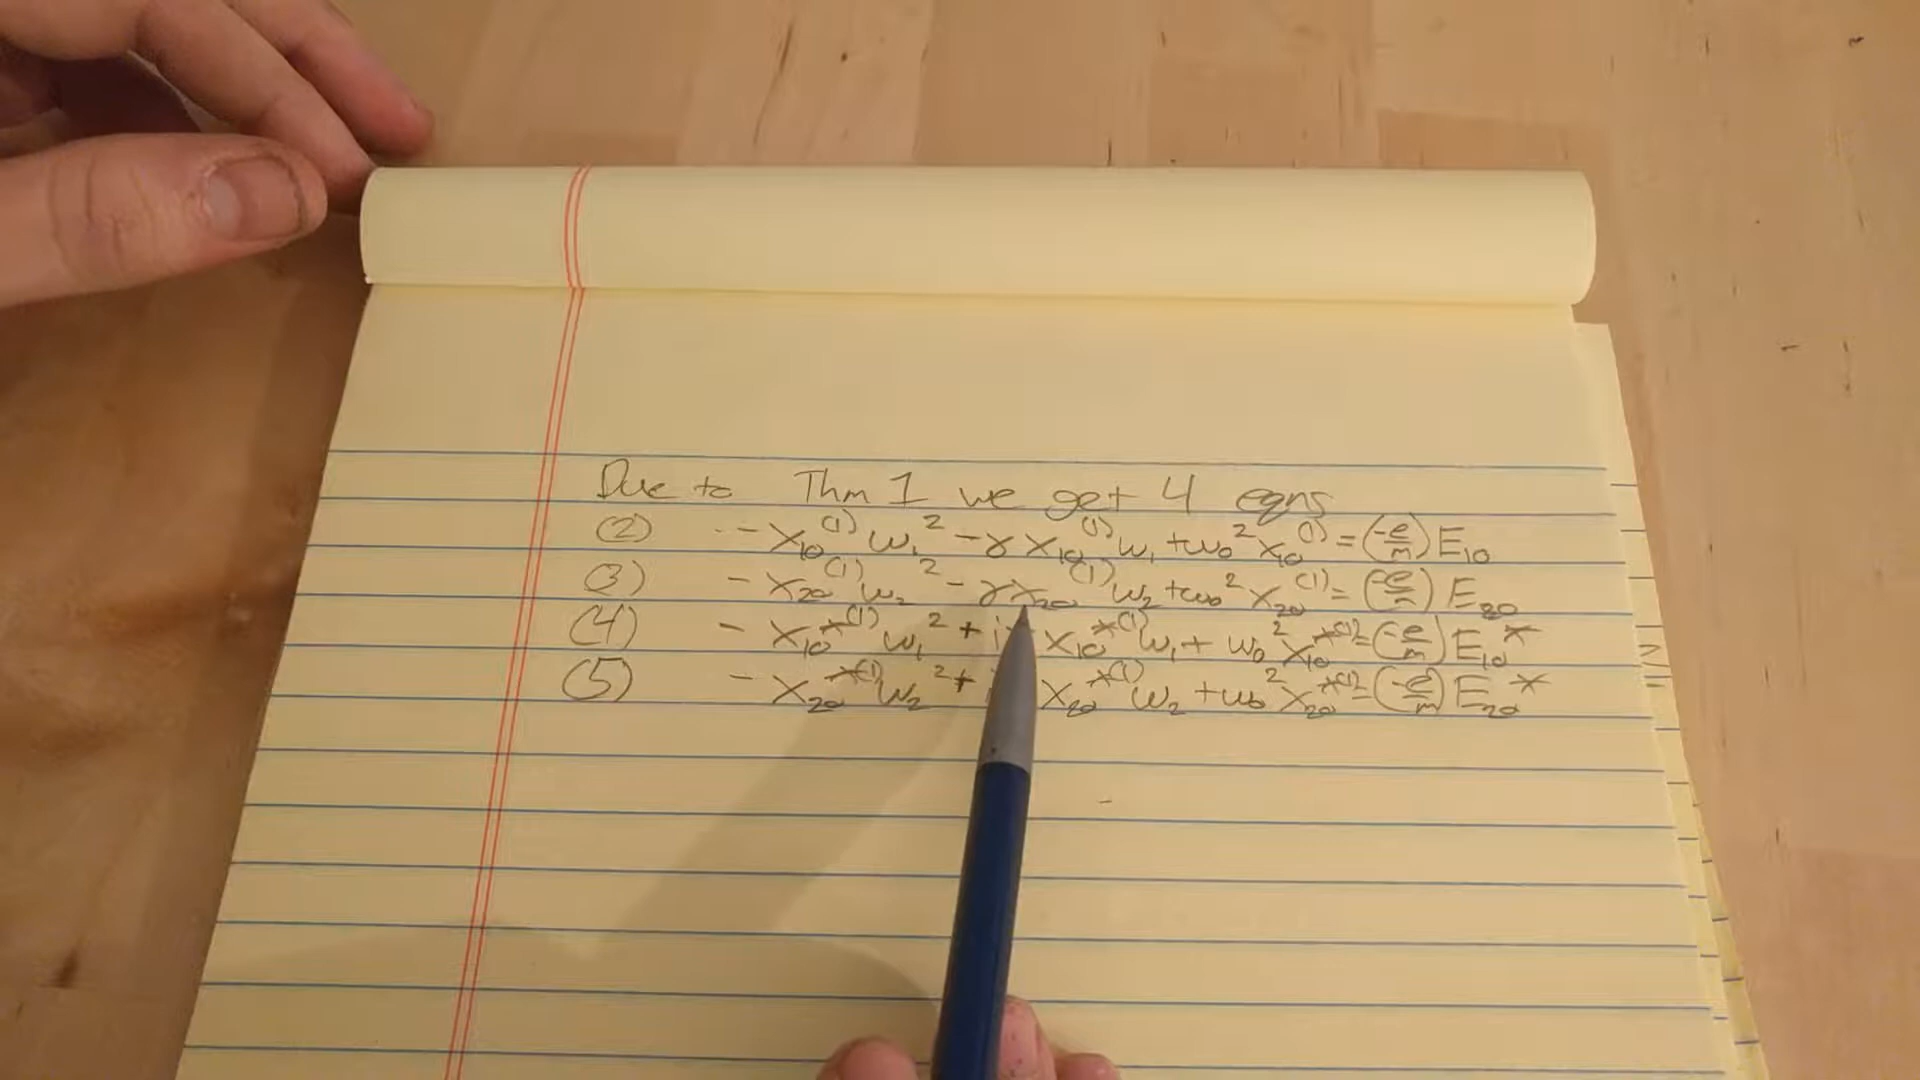 Due to Thm 1 we get 4 eqns
(2) - x₁₀⁽¹⁾ω₁² - γx₁₀⁽¹⁾ω₁ + ω₀²x₁₀⁽¹⁾ = (-e/m) E₁₀
(3) - x₂₀⁽¹⁾ω₂² - γx₂₀⁽¹⁾ω₂ + ω₀²x₂₀⁽¹⁾ = (-e/m) E₂₀
(4) - x₁₀*⁽¹⁾ω₁² + i x₁₀*⁽¹⁾ω₁ + ω₀²x₁₀*⁽¹⁾ = (-e/m) E₁₀*
(5) - x₂₀*⁽¹⁾ω₂² + x₂₀*⁽¹⁾ω₂ + ω₀²x₂₀*⁽¹⁾ = (-e/m) E₂₀*